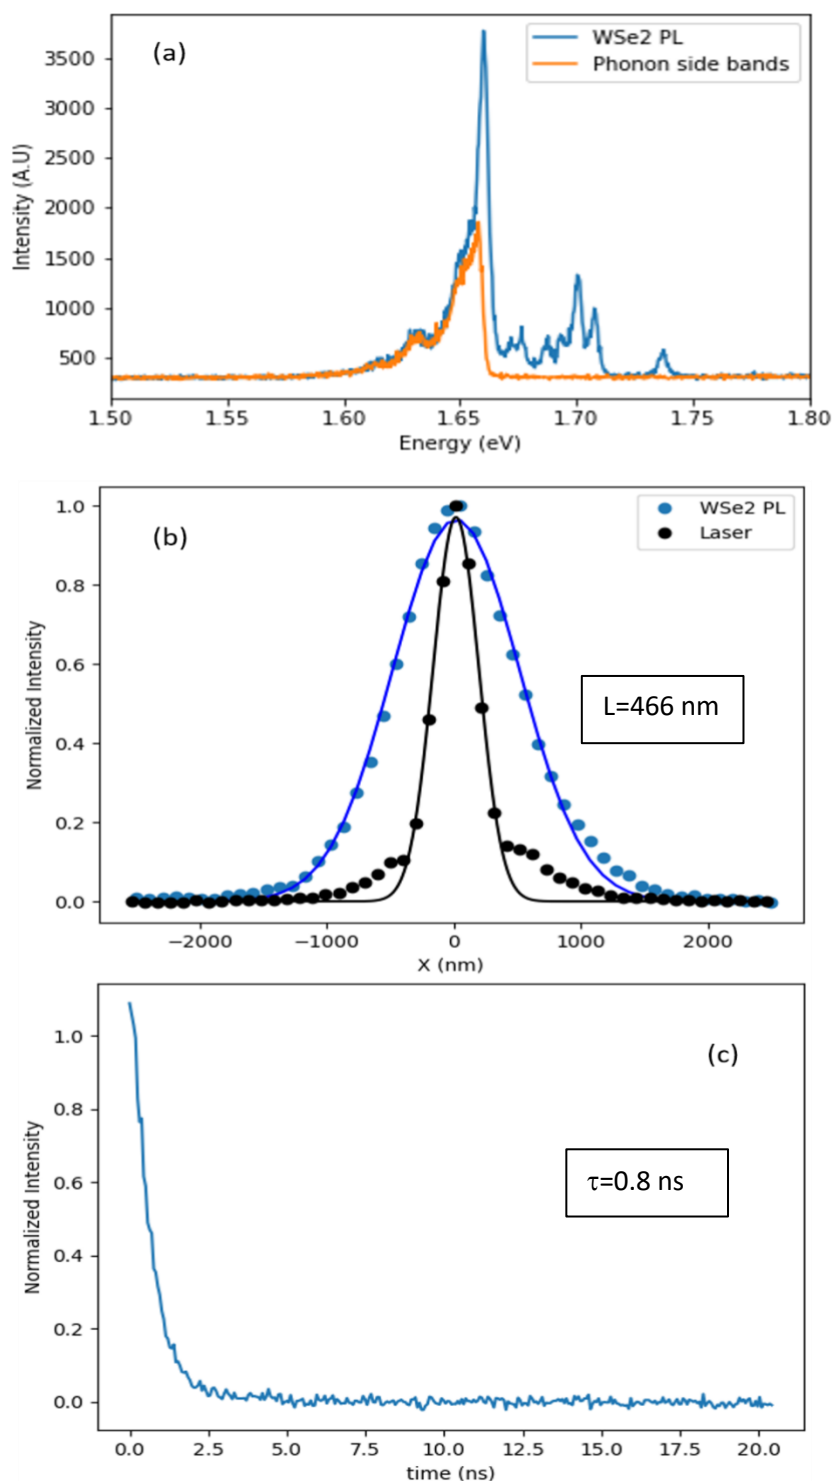 (a)
WSe2 PL
Phonon side bands
Intensity (A.U)
3500
3000
2500
2000
1500
1000
500
1.50 1.55 1.60 1.65 1.70 1.75 1.80
Energy (eV)
(b)
WSe2 PL
Laser
Normalized Intensity
1.0
0.8
0.6
0.4
0.2
0.0
L=466 nm
−2000 −1000 0 1000 2000
X (nm)
(c)
Normalized Intensity
1.0
0.8
0.6
0.4
0.2
0.0
τ=0.8 ns
0.0 2.5 5.0 7.5 10.0 12.5 15.0 17.5 20.0
time (ns)